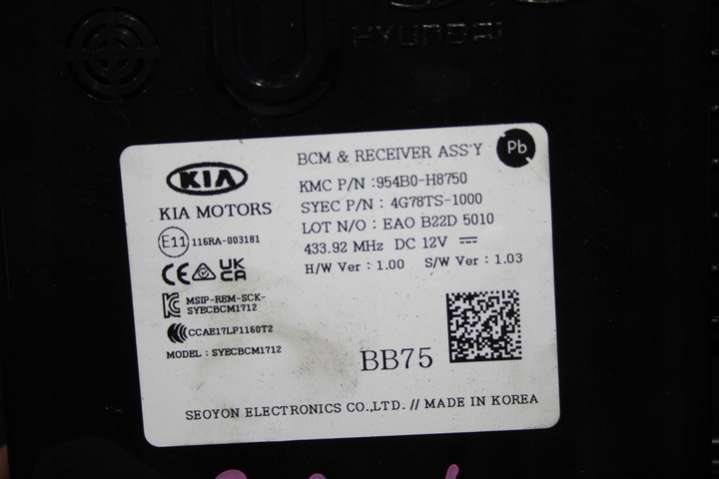 HYUNDAI
KIA
KIA MOTORS
BCM & RECEIVER ASS'Y
Pb
KMC P/N : 954B0-H8750
SYEC P/N : 4G78TS-1000
LOT N/O : EAO B22D 5010
433.92 MHz DC 12V
H/W Ver : 1.00 S/W Ver : 1.03
E11 116RA-003181
CE UK CA
MSIP-REM-SCK-
SYECBCM1712
CCAE17LP1160T2
MODEL : SYECBCM1712
BB75
SEOYON ELECTRONICS CO.,LTD. // MADE IN KOREA